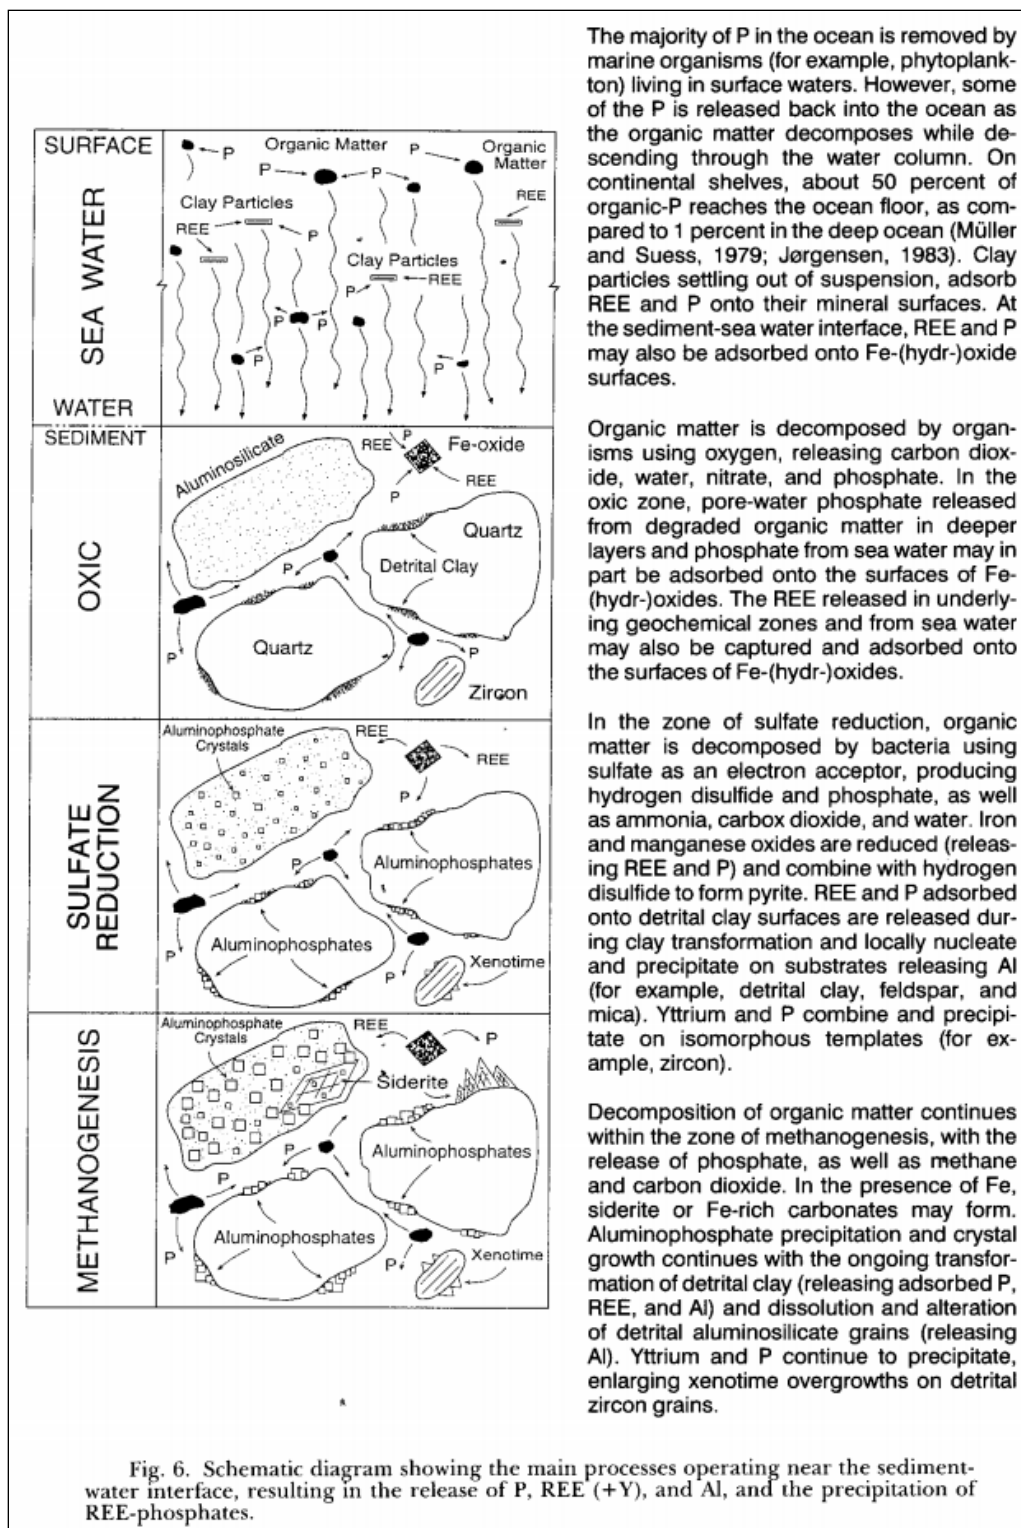 SURFACE
SEA WATER
WATER
P
Organic Matter
P
Organic
Matter
P
P
REE
Clay Particles
REE
P
Clay Particles
P
REE
P
P
P
P
P
SEDIMENT
OXIC
Aluminosilicate
REE
P
Fe-oxide
P
REE
Quartz
P
Detrital Clay
Quartz
P
P
Zircon
SULFATE
REDUCTION
Aluminophosphate
Crystals
REE
REE
P
P
Aluminophosphates
Aluminophosphates
P
P
Xenotime
METHANOGENESIS
Aluminophosphate
Crystals
REE
P
Siderite
P
Aluminophosphates
P
Aluminophosphates
P
P
Xenotime
The majority of P in the ocean is removed by
marine organisms (for example, phytoplank-
ton) living in surface waters. However, some
of the P is released back into the ocean as
the organic matter decomposes while de-
scending through the water column. On
continental shelves, about 50 percent of
organic-P reaches the ocean floor, as com-
pared to 1 percent in the deep ocean (Müller
and Suess, 1979; Jørgensen, 1983). Clay
particles settling out of suspension, adsorb
REE and P onto their mineral surfaces. At
the sediment-sea water interface, REE and P
may also be adsorbed onto Fe-(hydr-)oxide
surfaces.
Organic matter is decomposed by organ-
isms using oxygen, releasing carbon diox-
ide, water, nitrate, and phosphate. In the
oxic zone, pore-water phosphate released
from degraded organic matter in deeper
layers and phosphate from sea water may in
part be adsorbed onto the surfaces of Fe-
(hydr-)oxides. The REE released in underly-
ing geochemical zones and from sea water
may also be captured and adsorbed onto
the surfaces of Fe-(hydr-)oxides.
In the zone of sulfate reduction, organic
matter is decomposed by bacteria using
sulfate as an electron acceptor, producing
hydrogen disulfide and phosphate, as well
as ammonia, carbox dioxide, and water. Iron
and manganese oxides are reduced (releas-
ing REE and P) and combine with hydrogen
disulfide to form pyrite. REE and P adsorbed
onto detrital clay surfaces are released dur-
ing clay transformation and locally nucleate
and precipitate on substrates releasing Al
(for example, detrital clay, feldspar, and
mica). Yttrium and P combine and precipi-
tate on isomorphous templates (for ex-
ample, zircon).
Decomposition of organic matter continues
within the zone of methanogenesis, with the
release of phosphate, as well as methane
and carbon dioxide. In the presence of Fe,
siderite or Fe-rich carbonates may form.
Aluminophosphate precipitation and crystal
growth continues with the ongoing transfor-
mation of detrital clay (releasing adsorbed P,
REE, and Al) and dissolution and alteration
of detrital aluminosilicate grains (releasing
Al). Yttrium and P continue to precipitate,
enlarging xenotime overgrowths on detrital
zircon grains.
Fig. 6. Schematic diagram showing the main processes operating near the sediment-
water interface, resulting in the release of P, REE (+Y), and Al, and the precipitation of
REE-phosphates.